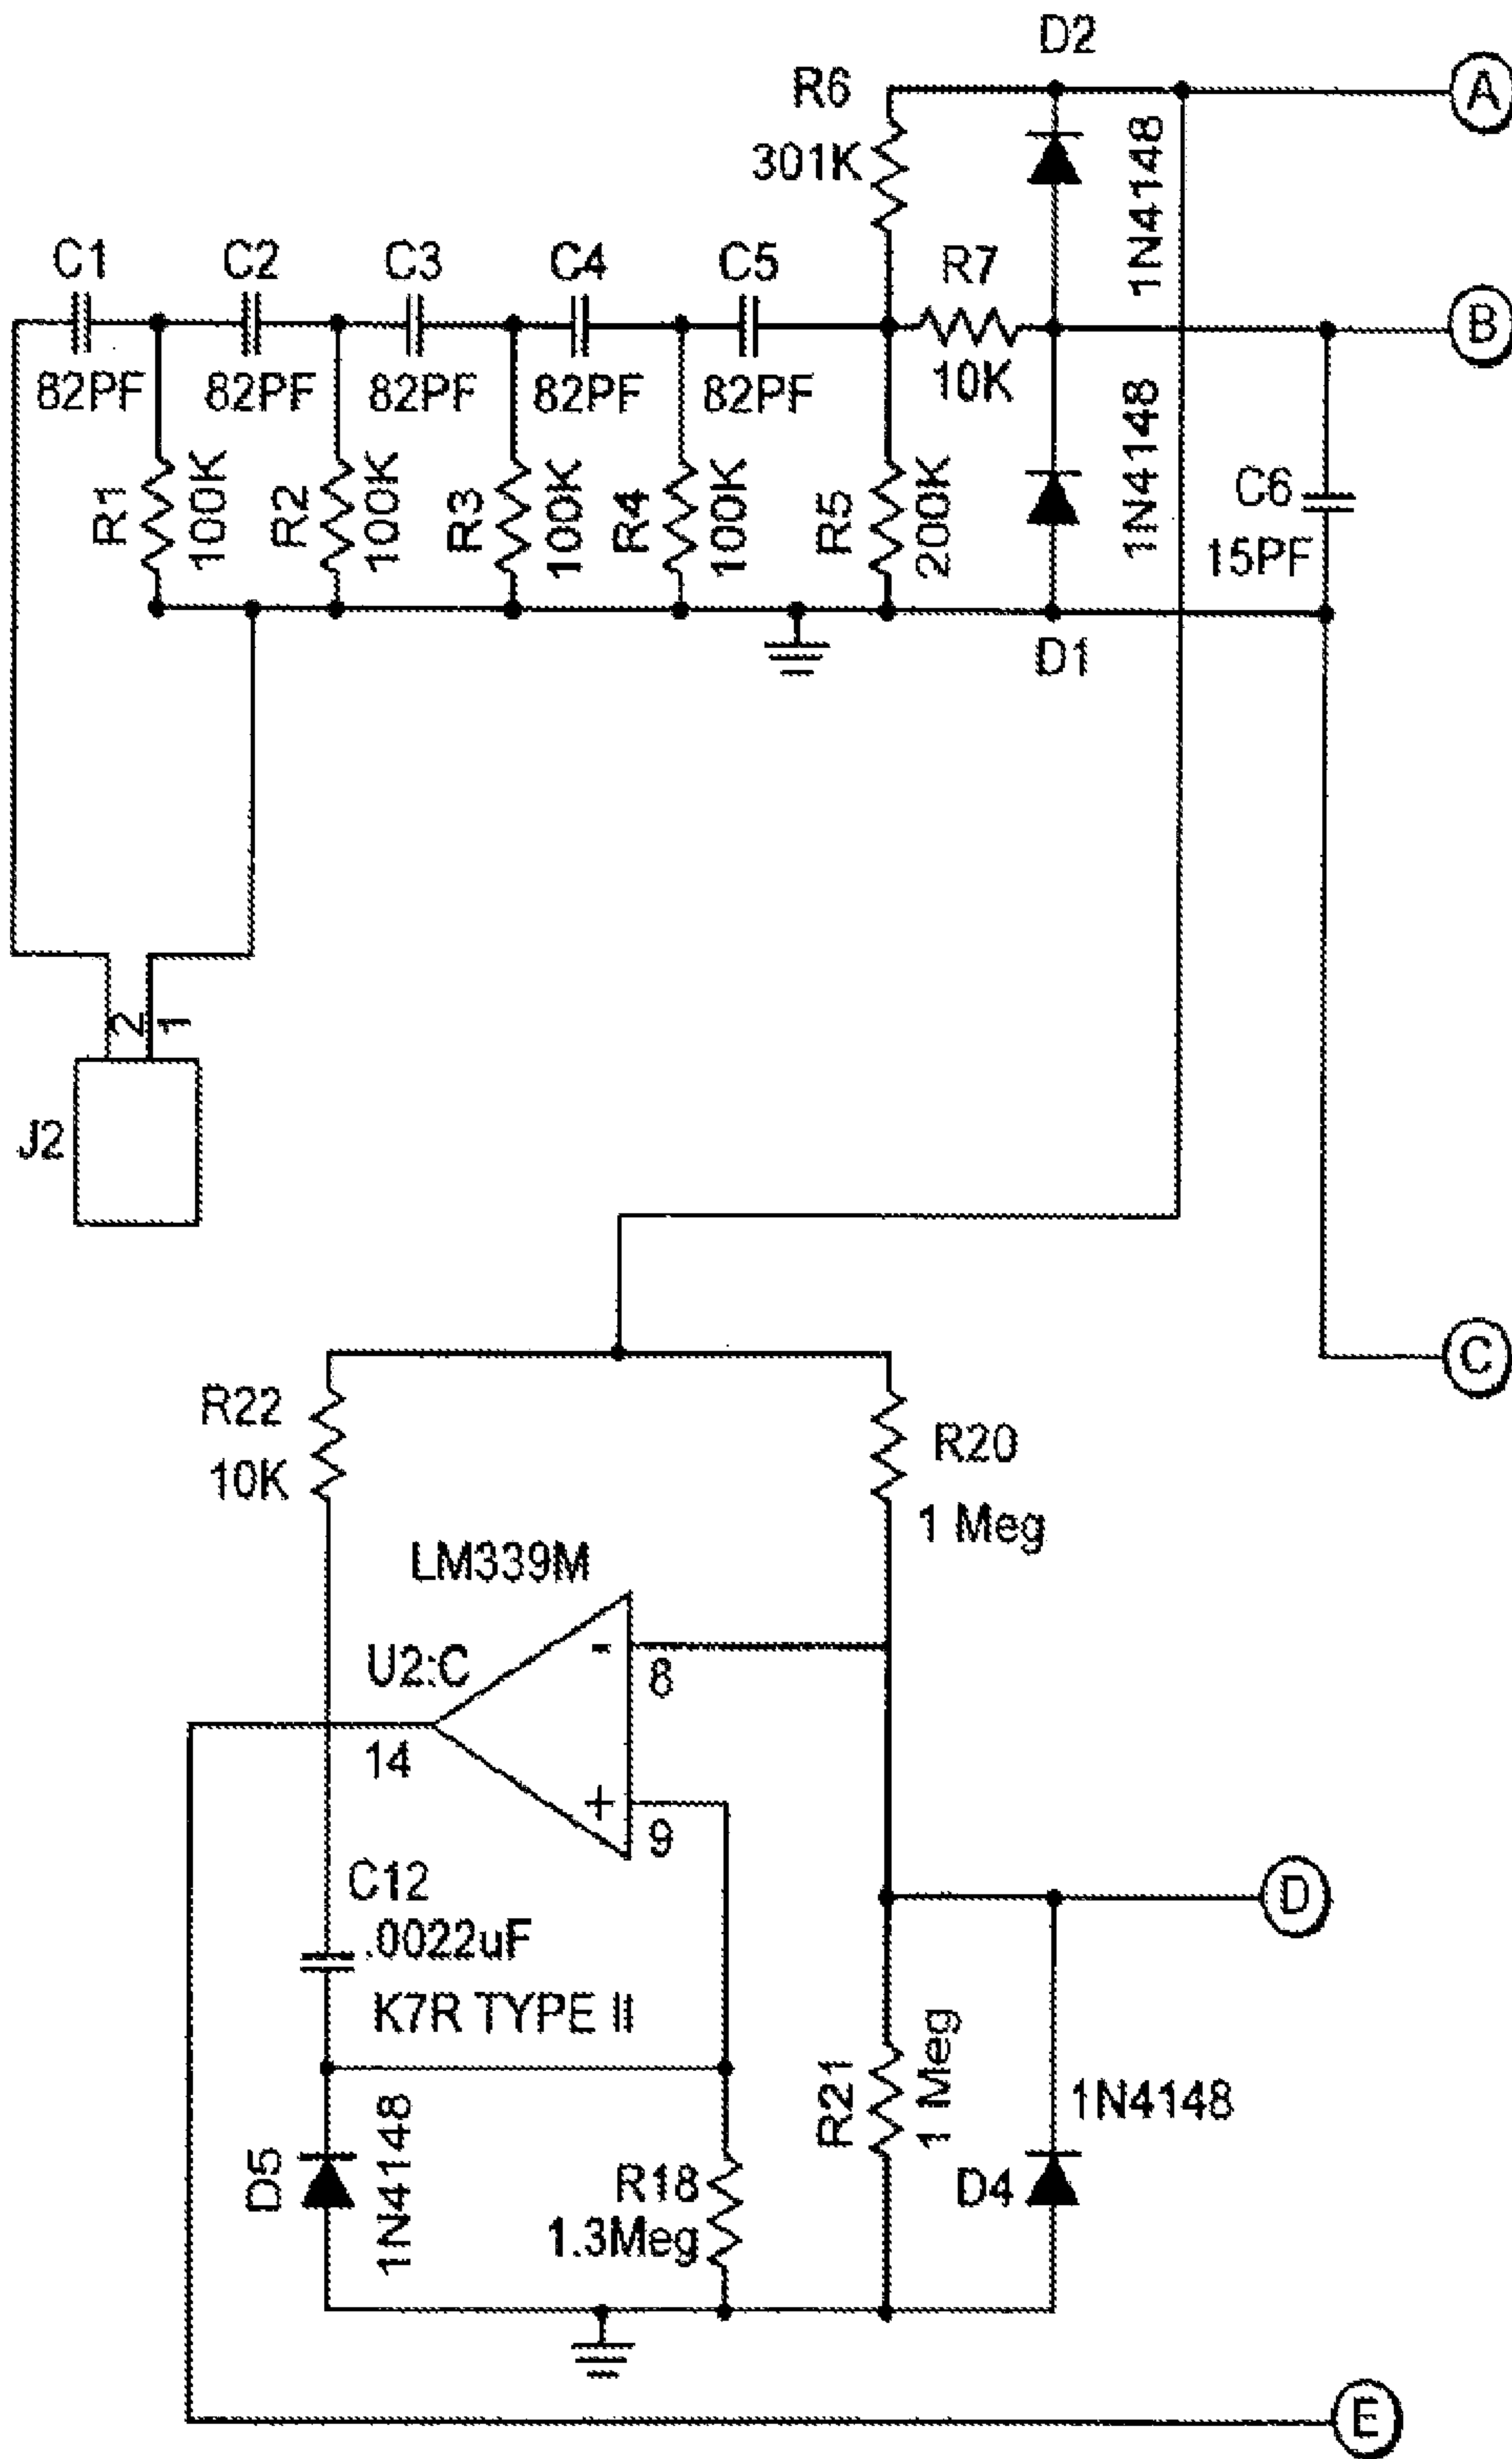 D2
A
R6
301K
1N4148
C1
C2
C3
C4
C5
R7
B
82PF
82PF
82PF
82PF
82PF
10K
R1
100K
R2
100K
R3
100K
R4
100K
R5
200K
1N4148
C6
15PF
D1
2
1
J2
C
R22
10K
R20
1 Meg
LM339M
U2:C
-
8
14
+
9
C12
.0022uF
K7R TYPE II
D
R21
1 Meg
1N4148
D5
1N4148
R18
1.3Meg
D4
E